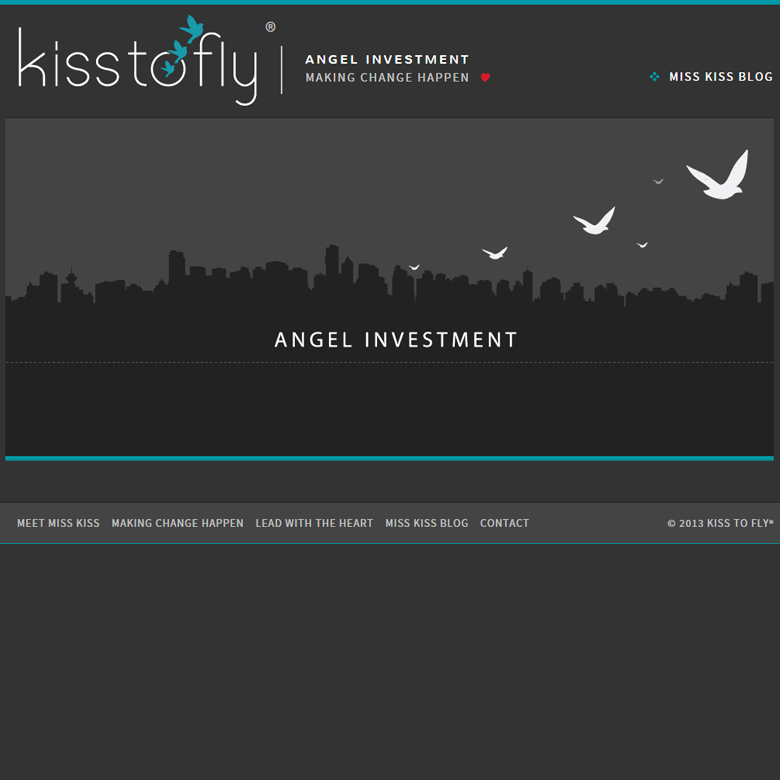 kisstofly®
ANGEL INVESTMENT
MAKING CHANGE HAPPEN
MISS KISS BLOG
ANGEL INVESTMENT
MEET MISS KISS MAKING CHANGE HAPPEN LEAD WITH THE HEART MISS KISS BLOG CONTACT © 2013 KISS TO FLY®